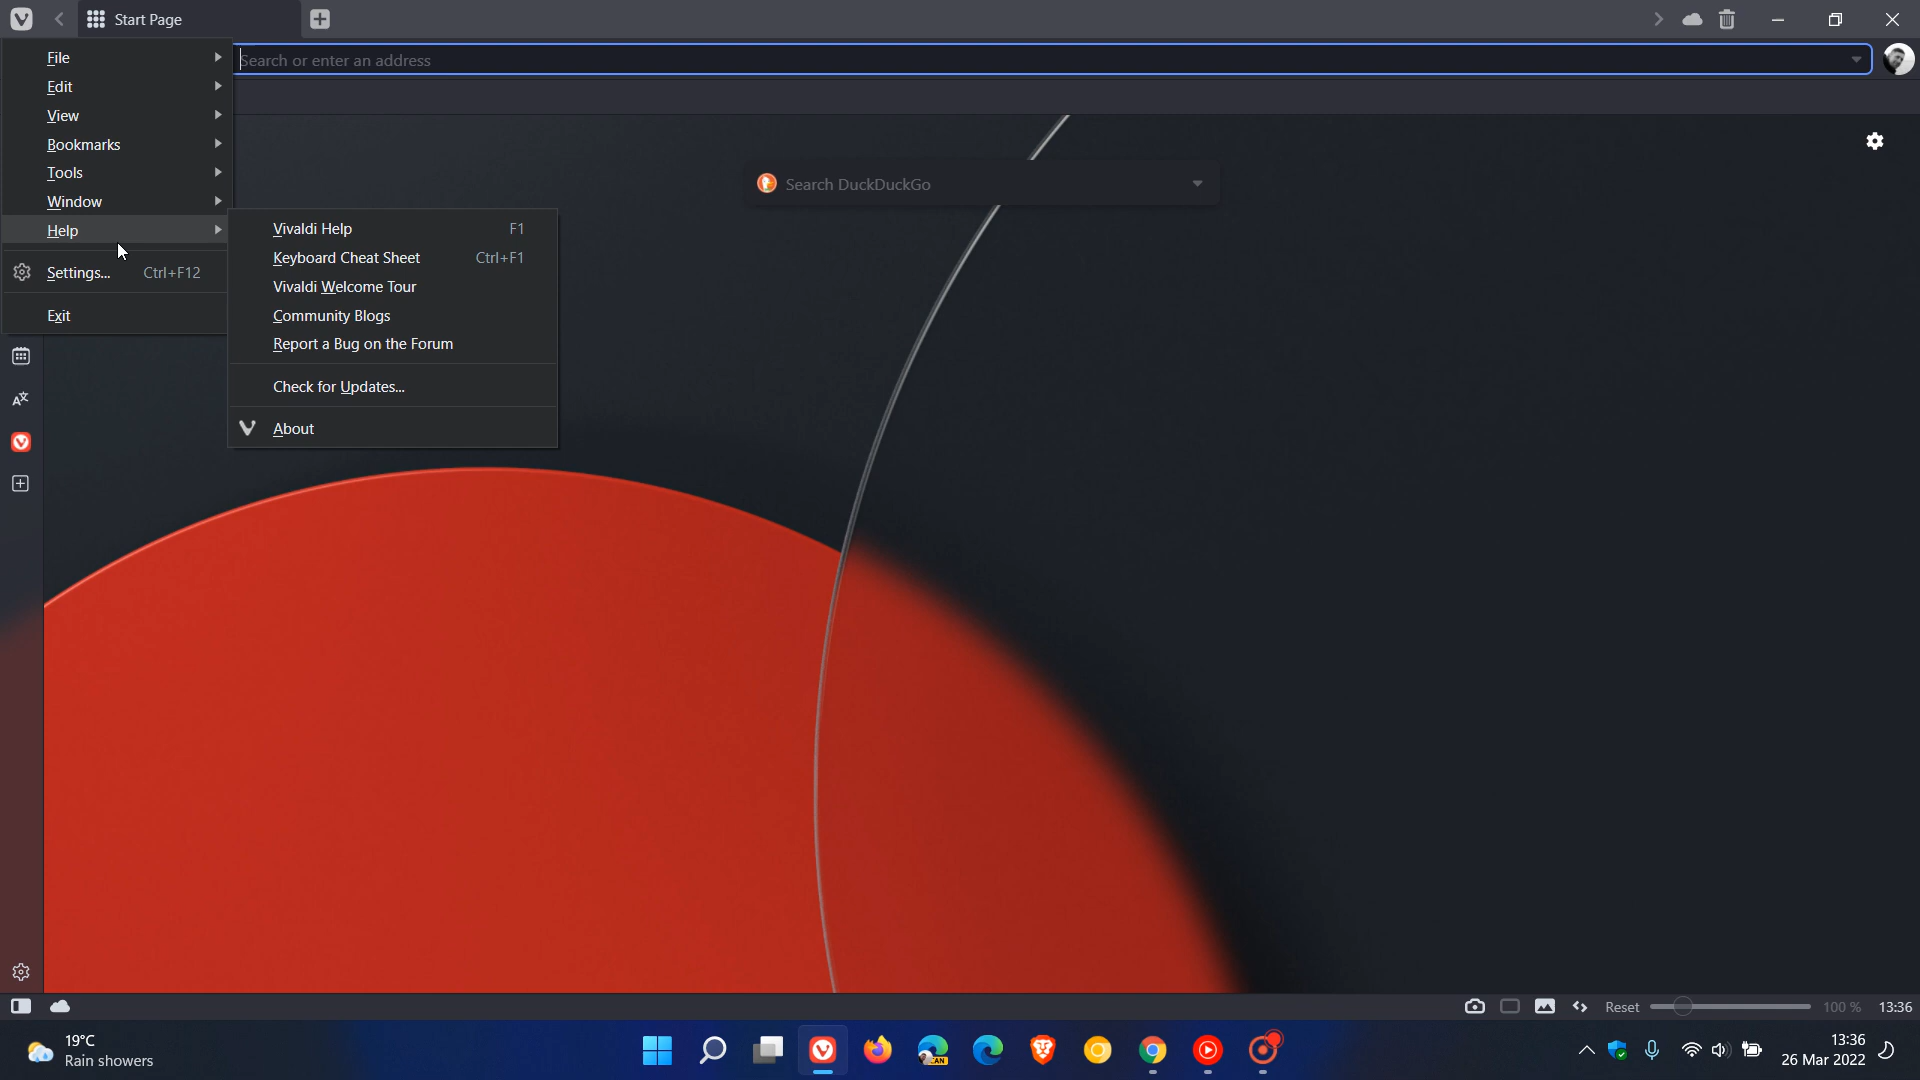 Start Page
File
Search or enter an address
Edit
View
Bookmarks
Tools
Search DuckDuckGo
Window
Help
Vivaldi Help F1
Keyboard Cheat Sheet Ctrl+F1
Settings... Ctrl+F12
Vivaldi Welcome Tour
Exit
Community Blogs
Report a Bug on the Forum
Check for Updates...
About
Reset 100 % 13:36
19°C
Rain showers
CAN
13:36
26 Mar 2022